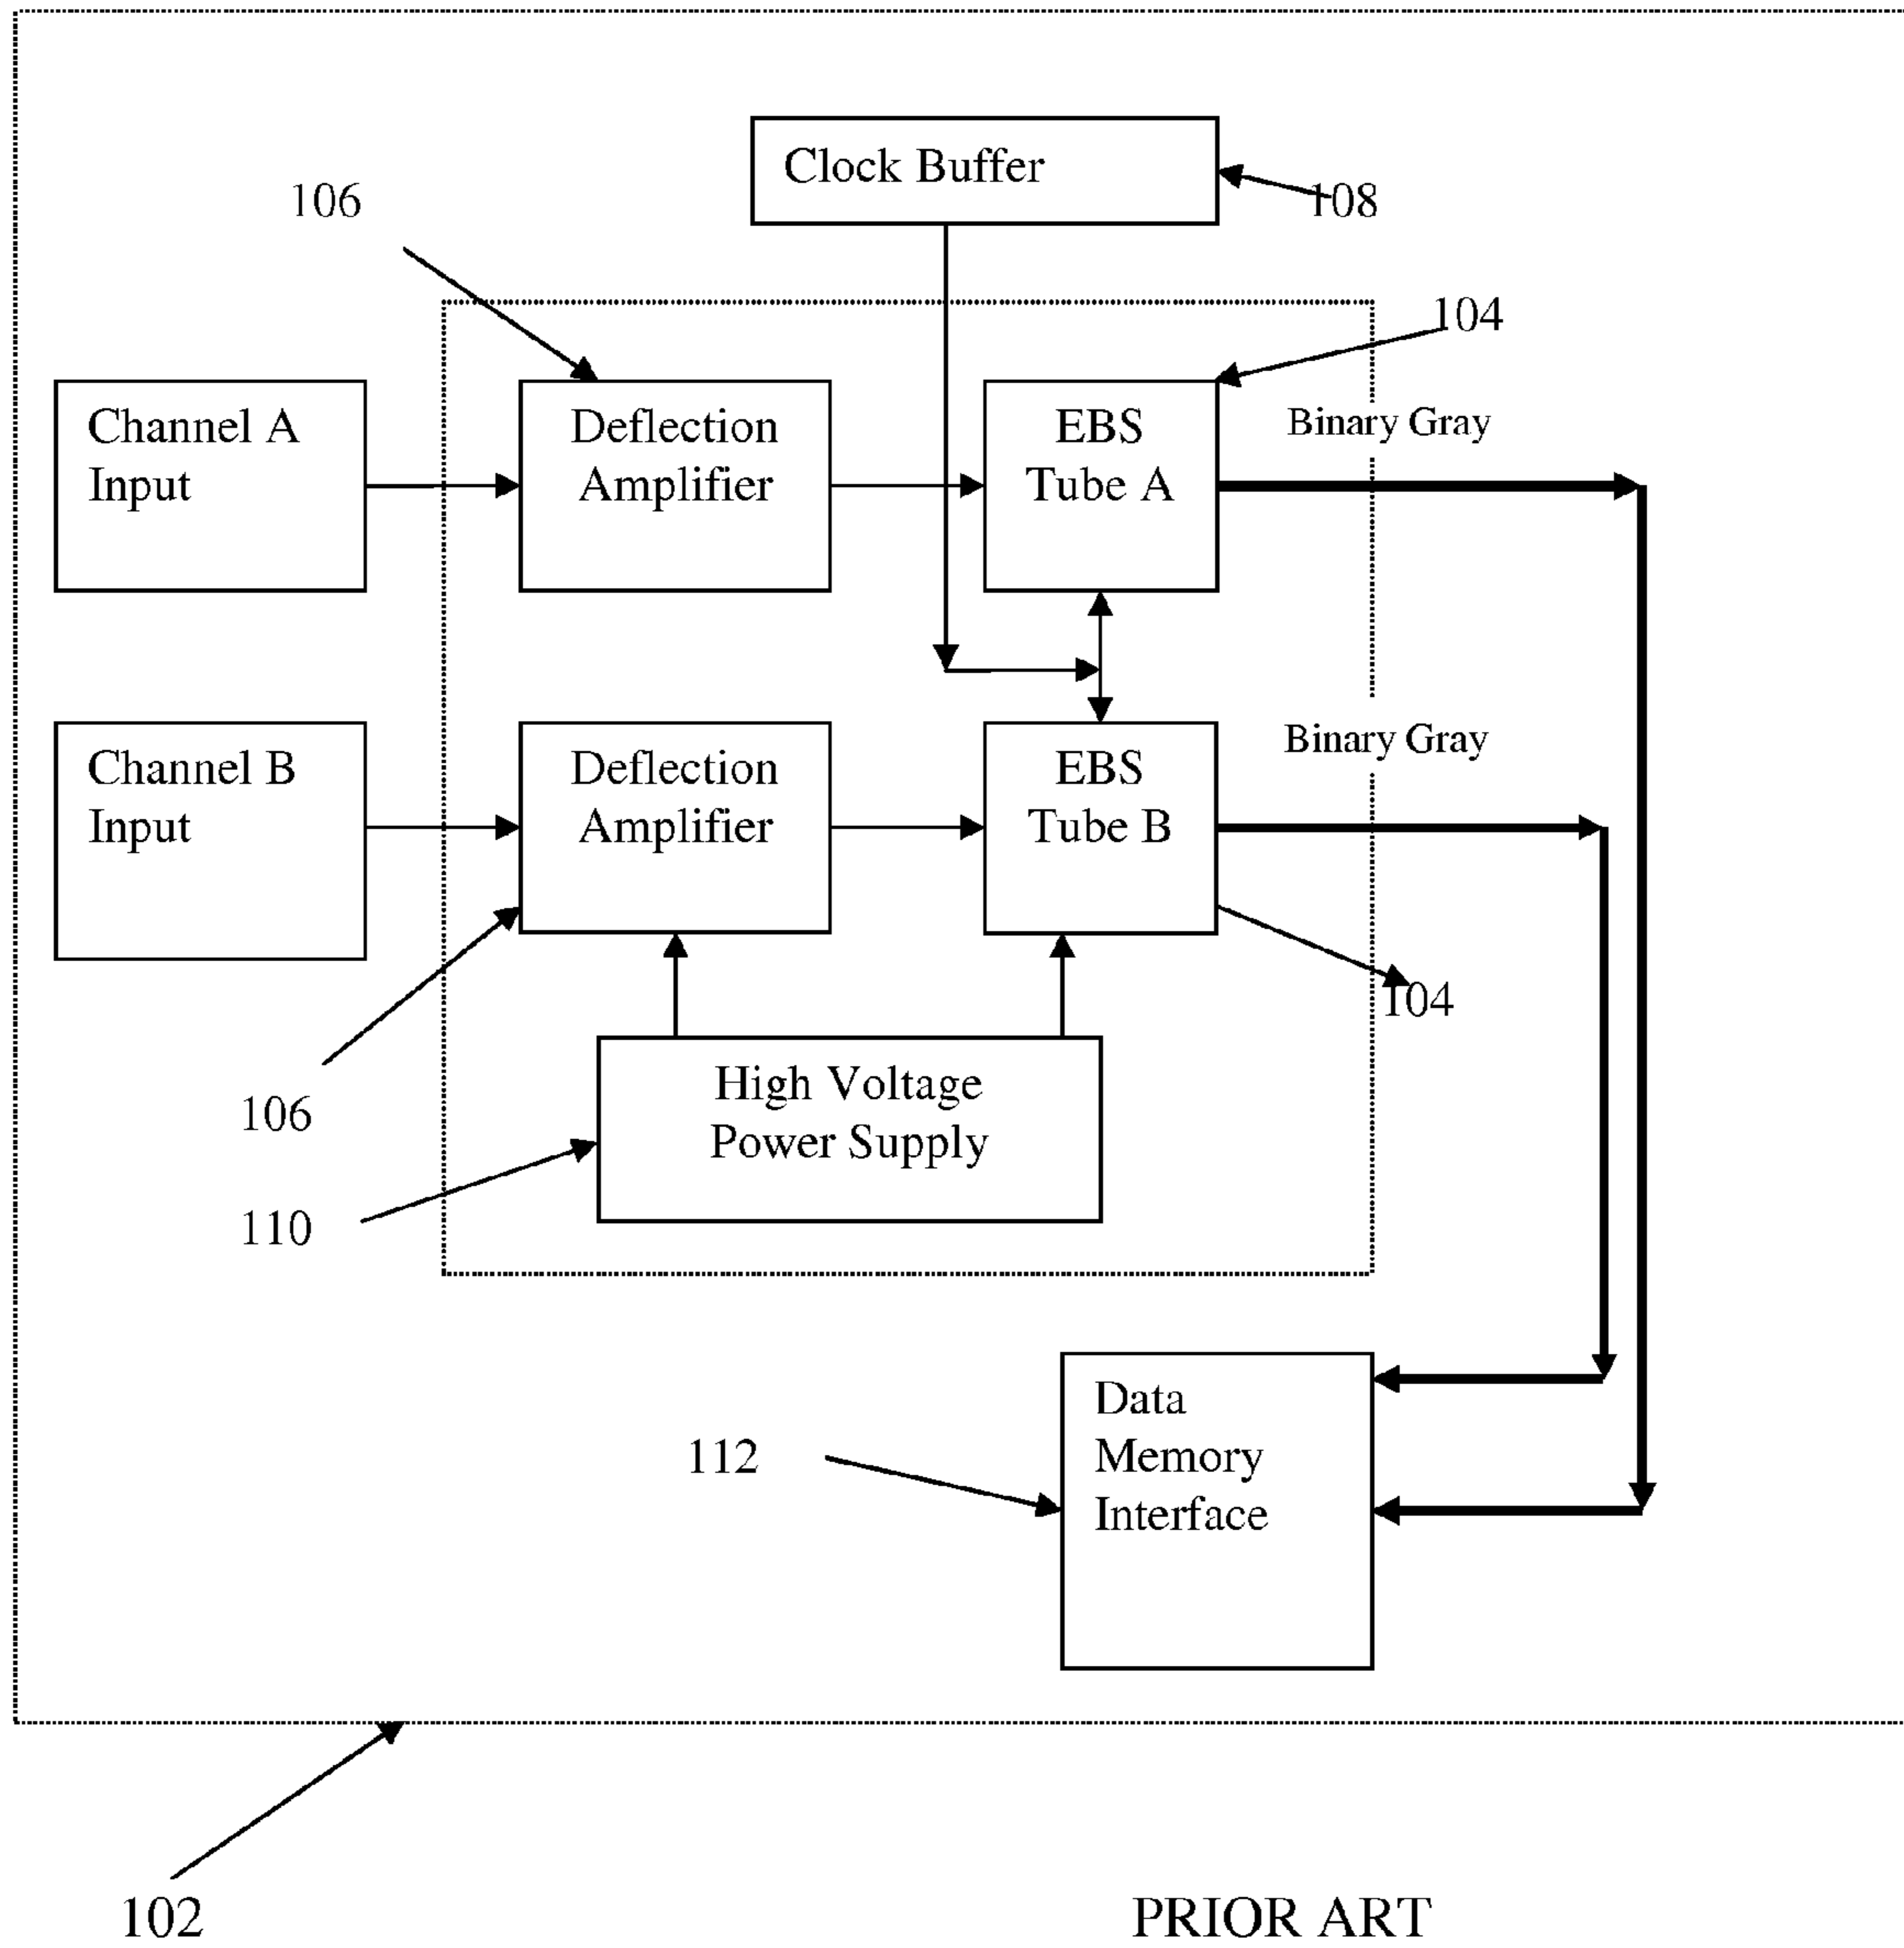 Clock Buffer
106
108
104
Channel A
Input
Deflection
Amplifier
EBS
Tube A
Binary Gray
Channel B
Input
Deflection
Amplifier
EBS
Tube B
Binary Gray
104
106
High Voltage
Power Supply
110
Data
Memory
Interface
112
102
PRIOR ART